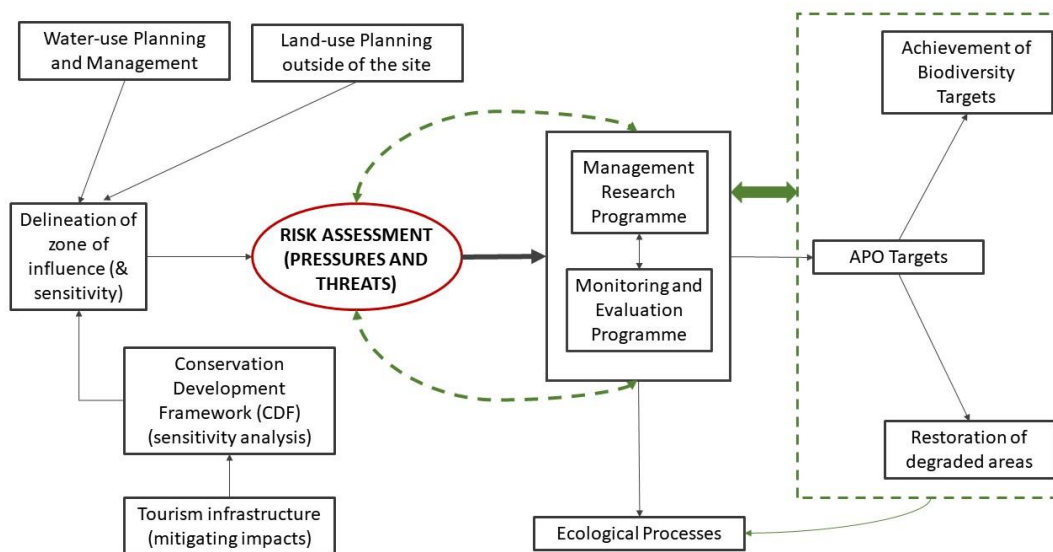 Water-use Planning
and Management
Land-use Planning
outside of the site
Achievement of
Biodiversity
Targets
Management
Research
Programme
Delineation of
zone of
influence (&
sensitivity)
RISK ASSESSMENT
(PRESSURES AND
THREATS)
APO Targets
Monitoring and
Evaluation
Programme
Conservation
Development
Framework (CDF)
(sensitivity analysis)
Restoration of
degraded areas
Tourism infrastructure
(mitigating impacts)
Ecological Processes